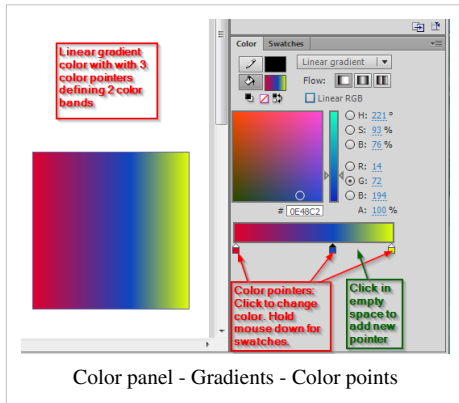 Linear gradient
color with with 3
color pointers
defining 2 color
bands
Color Swatches
Linear gradient
Flow:
Linear RGB
H: 221 °
S: 93 %
B: 76 %
R: 14
G: 72
B: 194
A: 100 %
# 0E48C2
Color pointers:
Click to change
color. Hold
mouse down for
swatches.
Click in
empty
space to
add new
pointer
Color panel - Gradients - Color points